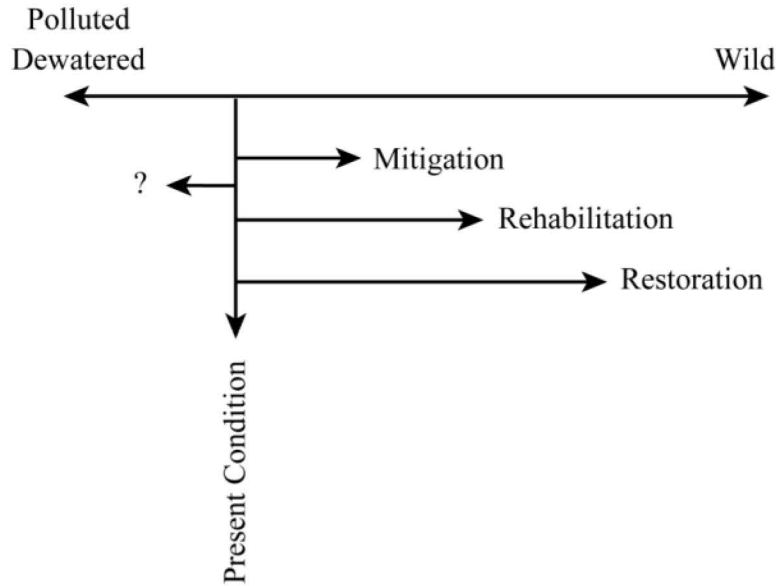 Polluted
Dewatered
Wild
Mitigation
?
Rehabilitation
Restoration
Present Condition